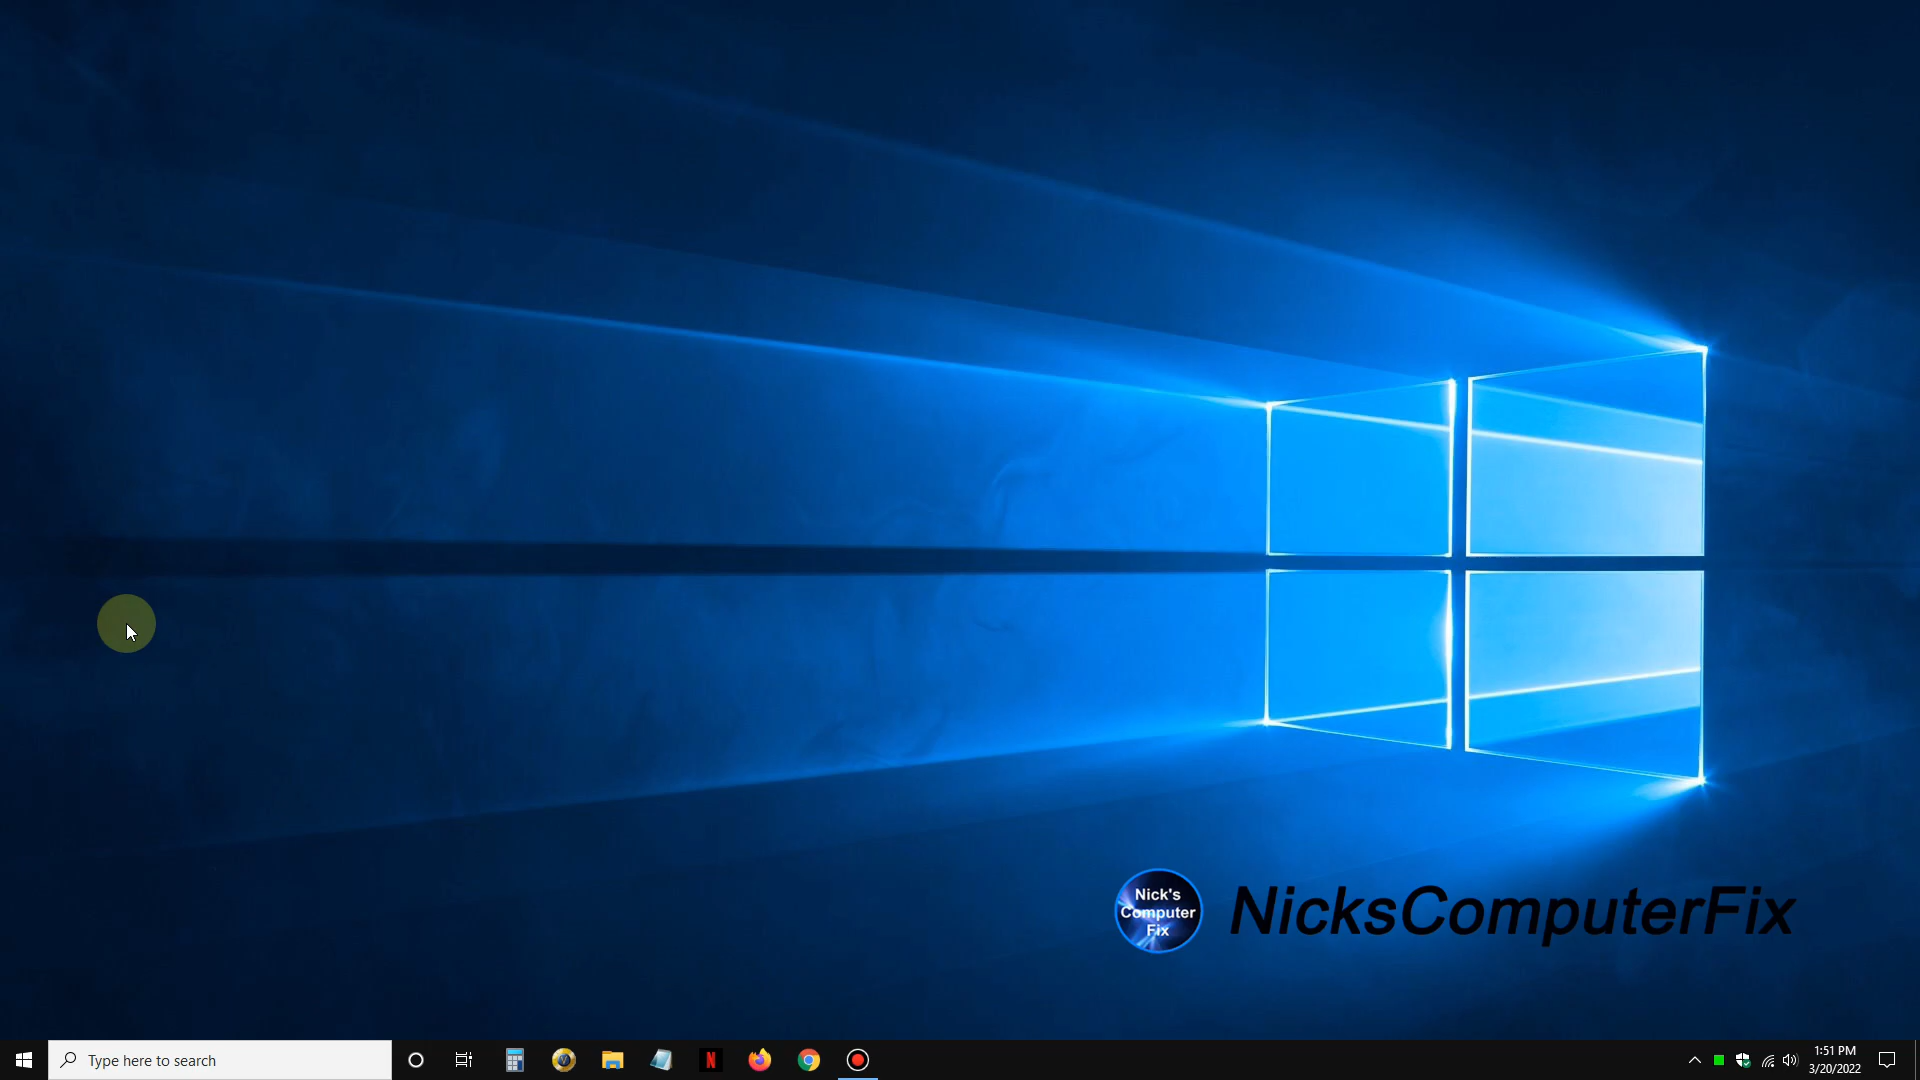 Nick's
Computer
Fix
NicksComputerFix
Type here to search
N
1:51 PM
3/20/2022